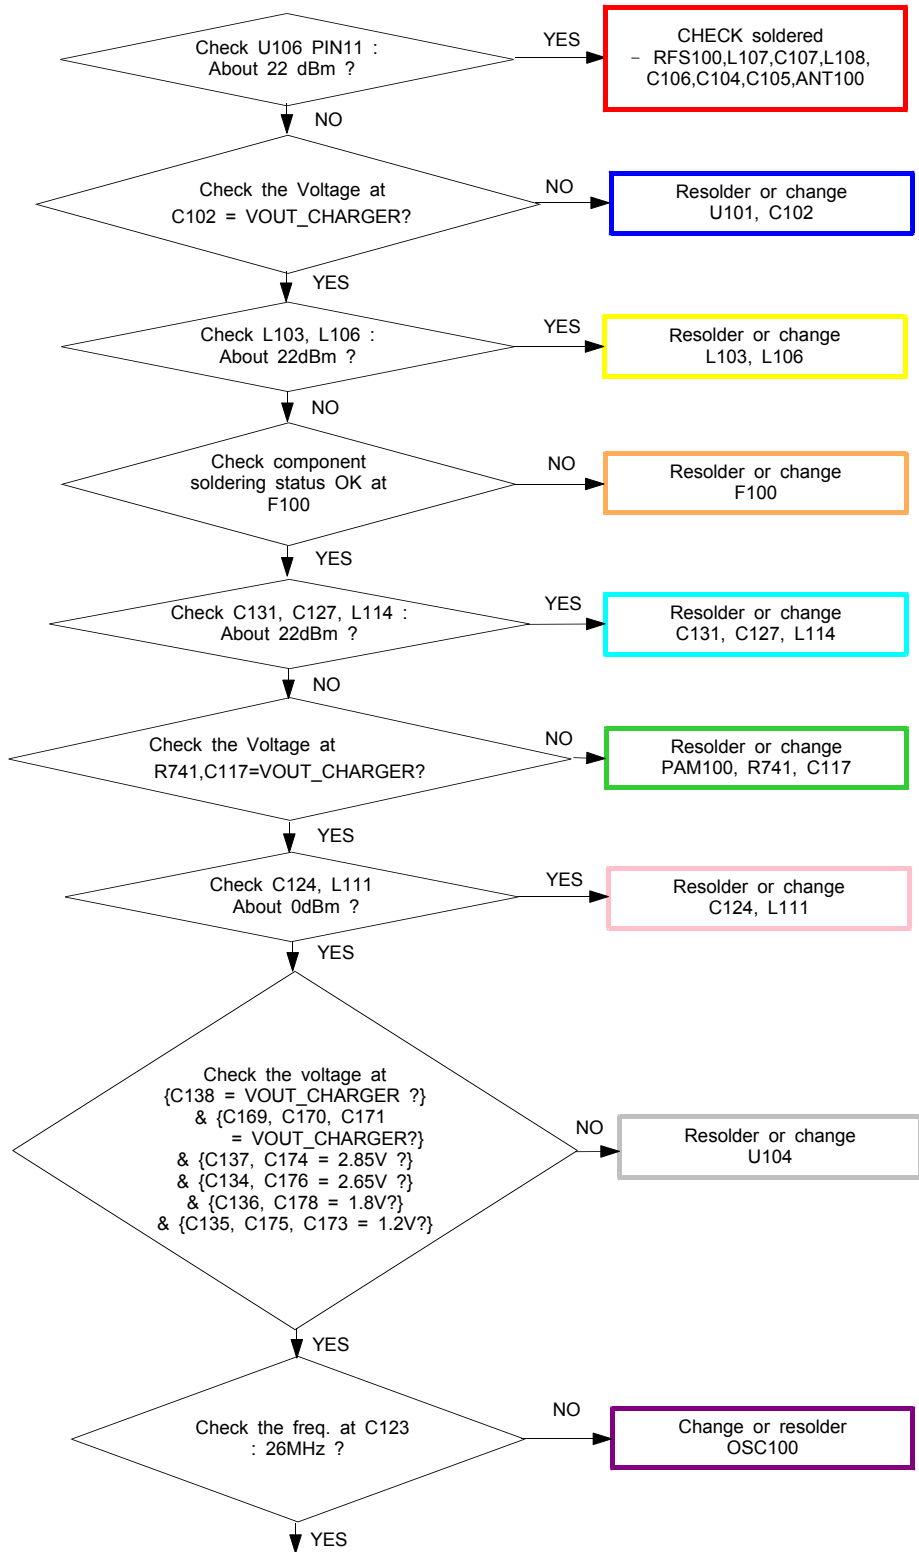 Check U106 PIN11 :
About 22 dBm ?
YES
CHECK soldered
- RFS100,L107,C107,L108,
C106,C104,C105,ANT100
NO
Check the Voltage at
C102 = VOUT_CHARGER?
NO
Resolder or change
U101, C102
YES
Check L103, L106 :
About 22dBm ?
YES
Resolder or change
L103, L106
NO
Check component
soldering status OK at
F100
NO
Resolder or change
F100
YES
Check C131, C127, L114 :
About 22dBm ?
YES
Resolder or change
C131, C127, L114
NO
Check the Voltage at
R741,C117=VOUT_CHARGER?
NO
Resolder or change
PAM100, R741, C117
YES
Check C124, L111
About 0dBm ?
YES
Resolder or change
C124, L111
YES
Check the voltage at
{C138 = VOUT_CHARGER ?}
& {C169, C170, C171
= VOUT_CHARGER?}
& {C137, C174 = 2.85V ?}
& {C134, C176 = 2.65V ?}
& {C136, C178 = 1.8V?}
& {C135, C175, C173 = 1.2V?}
NO
Resolder or change
U104
YES
Check the freq. at C123
: 26MHz ?
NO
Change or resolder
OSC100
YES